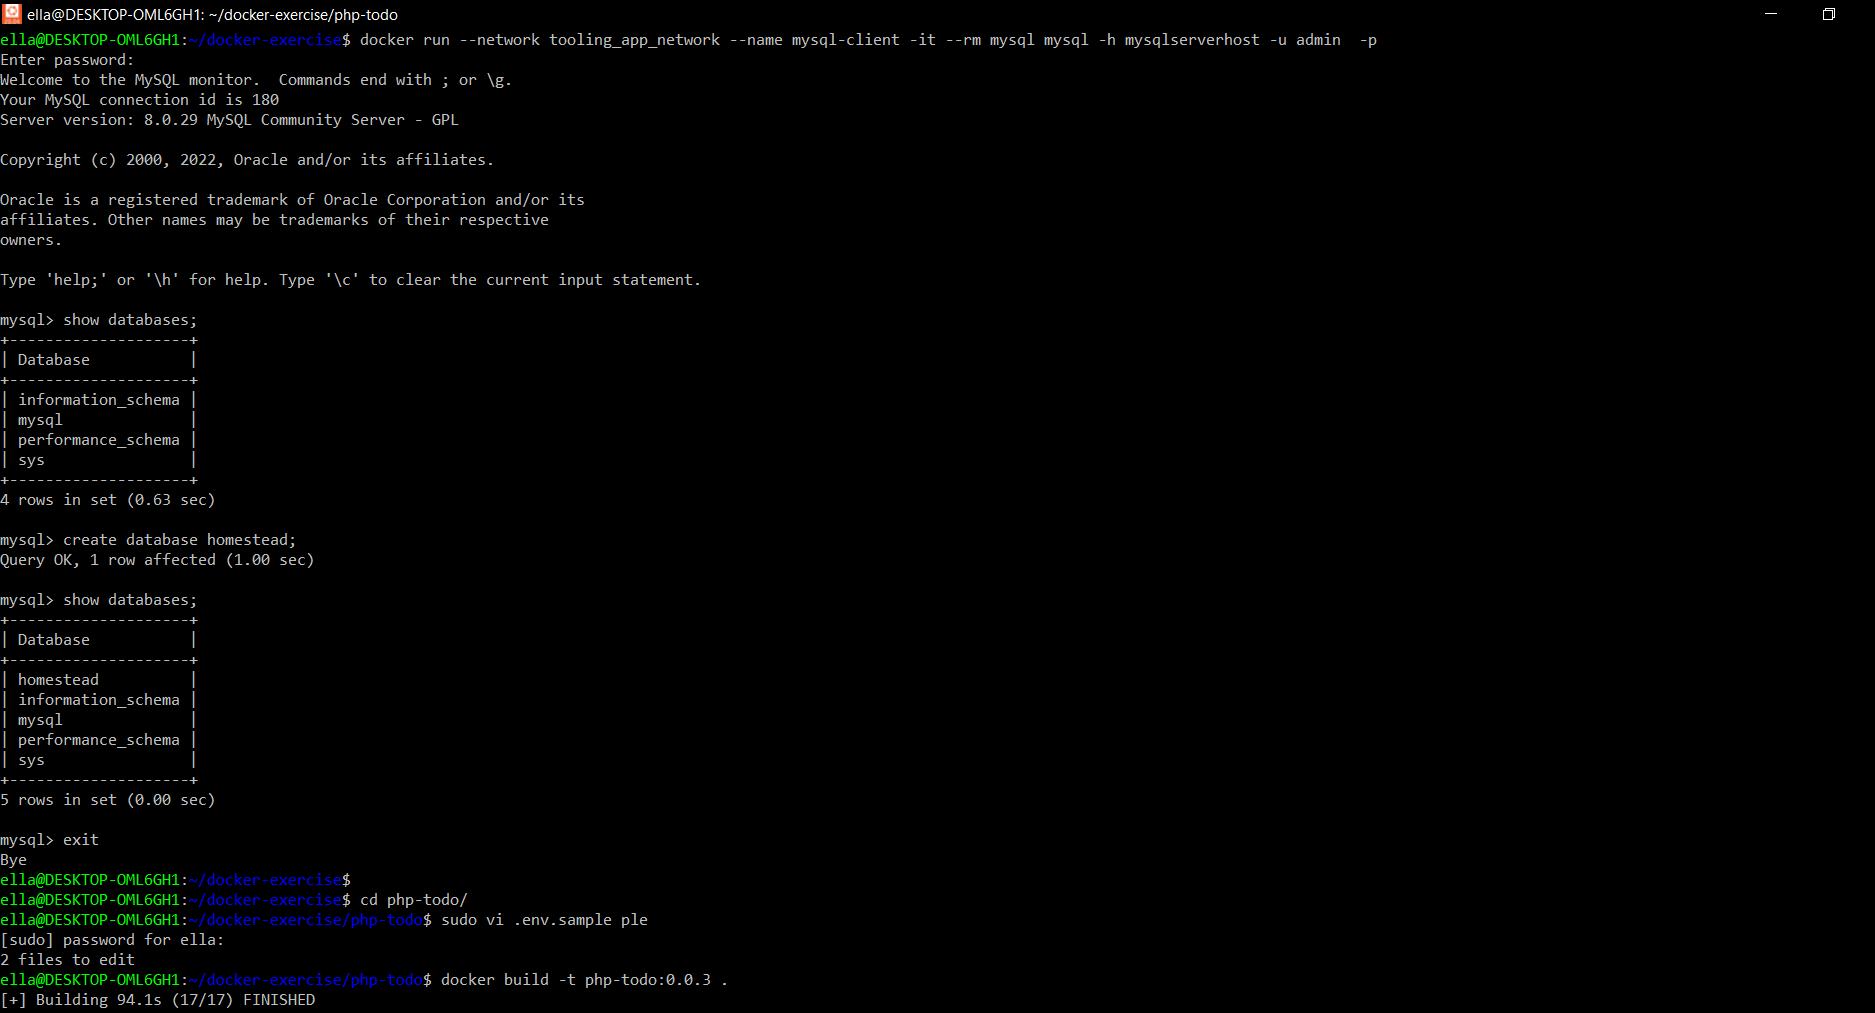 ella@DESKTOP-OML6GH1: ~/docker-exercise/php-todo
ella@DESKTOP-OML6GH1:~/docker-exercise$ docker run --network tooling_app_network --name mysql-client -it --rm mysql mysql -h mysqlserverhost -u admin  -p
Enter password:
Welcome to the MySQL monitor.  Commands end with ; or \g.
Your MySQL connection id is 180
Server version: 8.0.29 MySQL Community Server - GPL

Copyright (c) 2000, 2022, Oracle and/or its affiliates.

Oracle is a registered trademark of Oracle Corporation and/or its
affiliates. Other names may be trademarks of their respective
owners.

Type 'help;' or '\h' for help. Type '\c' to clear the current input statement.

mysql> show databases;
+--------------------+
| Database           |
+--------------------+
| information_schema |
| mysql              |
| performance_schema |
| sys                |
+--------------------+
4 rows in set (0.63 sec)

mysql> create database homestead;
Query OK, 1 row affected (1.00 sec)

mysql> show databases;
+--------------------+
| Database           |
+--------------------+
| homestead          |
| information_schema |
| mysql              |
| performance_schema |
| sys                |
+--------------------+
5 rows in set (0.00 sec)

mysql> exit
Bye
ella@DESKTOP-OML6GH1:~/docker-exercise$
ella@DESKTOP-OML6GH1:~/docker-exercise$ cd php-todo/
ella@DESKTOP-OML6GH1:~/docker-exercise/php-todo$ sudo vi .env.sample ple
[sudo] password for ella:
2 files to edit
ella@DESKTOP-OML6GH1:~/docker-exercise/php-todo$ docker build -t php-todo:0.0.3 .
[+] Building 94.1s (17/17) FINISHED